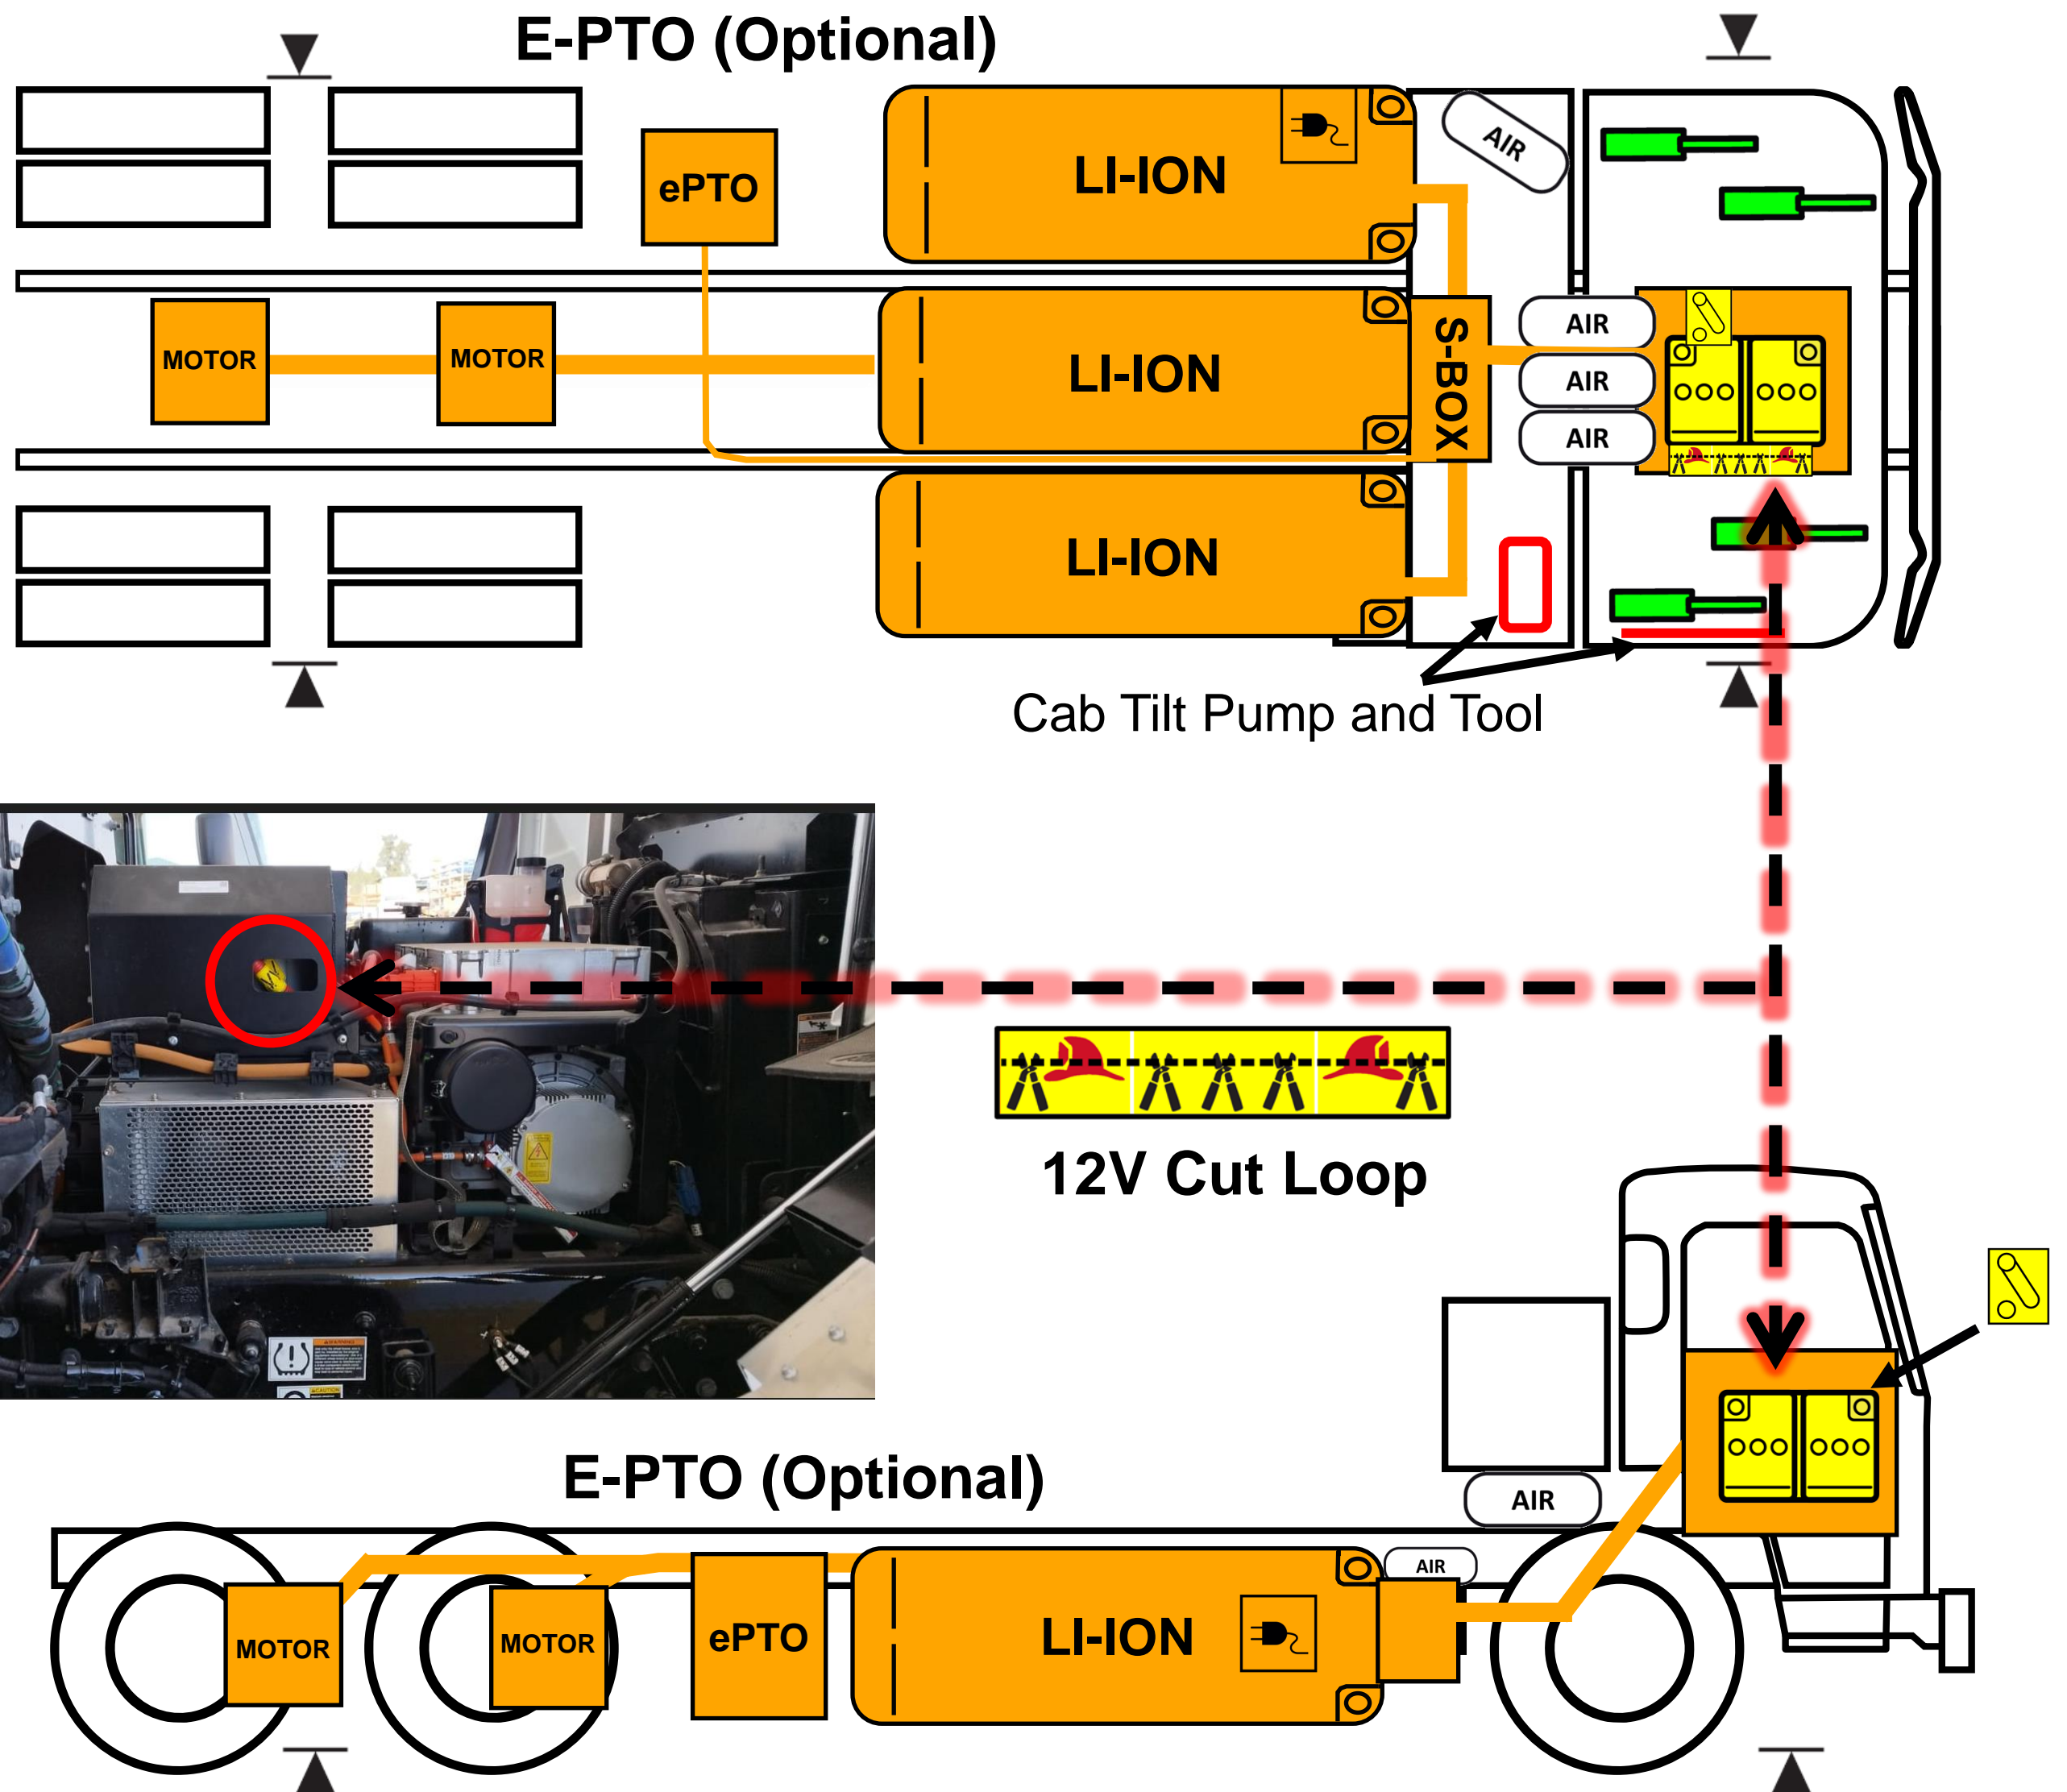 E-PTO (Optional)
ePTO
LI-ION
AIR
MOTOR
MOTOR
LI-ION
S-BOX
AIR
AIR
AIR
LI-ION
Cab Tilt Pump and Tool
12V Cut Loop
E-PTO (Optional)
AIR
AIR
MOTOR
MOTOR
ePTO
LI-ION